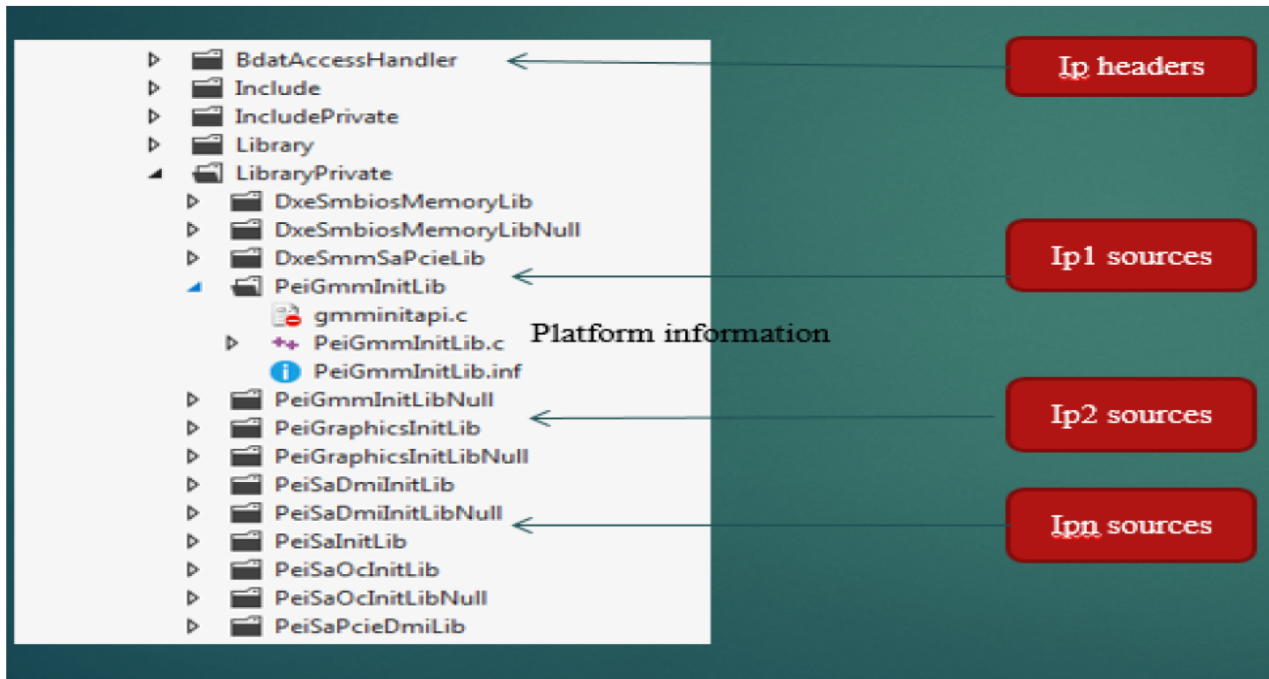 BdatAccessHandler
Include
IncludePrivate
Library
LibraryPrivate
DxeSmbiosMemoryLib
DxeSmbiosMemoryLibNull
DxeSmmSaPcieLib
PeiGmmInitLib
gmminitapi.c
PeiGmmInitLib.c
PeiGmmInitLib.inf
PeiGmmInitLibNull
PeiGraphicsInitLib
PeiGraphicsInitLibNull
PeiSaDmiInitLib
PeiSaDmiInitLibNull
PeiSaInitLib
PeiSaOcInitLib
PeiSaOcInitLibNull
PeiSaPcieDmiLib
Platform information
Ip headers
Ip1 sources
Ip2 sources
Ipn sources